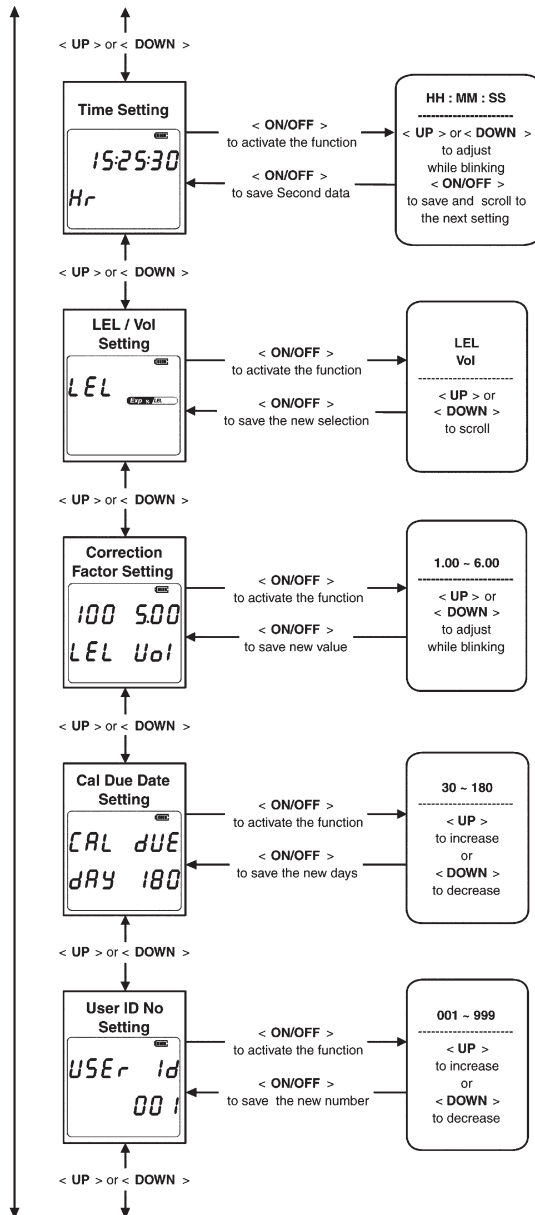 < UP > or < DOWN >
Time Setting
15:25:30
Hr
< ON/OFF >
to activate the function
< ON/OFF >
to save Second data
HH : MM : SS
< UP > or < DOWN >
to adjust
while blinking
< ON/OFF >
to save and scroll to
the next setting
< UP > or < DOWN >
LEL / Vol
Setting
LEL
Exp % LEL
< ON/OFF >
to activate the function
< ON/OFF >
to save the new selection
LEL
Vol
< UP > or
< DOWN >
to scroll
< UP > or < DOWN >
Correction
Factor Setting
100 5.00
LEL Vol
< ON/OFF >
to activate the function
< ON/OFF >
to save new value
1.00 ~ 6.00
< UP > or
< DOWN >
to adjust
while blinking
< UP > or < DOWN >
Cal Due Date
Setting
CAL dUE
dAY 180
< ON/OFF >
to activate the function
< ON/OFF >
to save the new days
30 ~ 180
< UP >
to increase
or
< DOWN >
to decrease
< UP > or < DOWN >
User ID No
Setting
USEr Id
001
< ON/OFF >
to activate the function
< ON/OFF >
to save the new number
001 ~ 999
< UP >
to increase
or
< DOWN >
to decrease
< UP > or < DOWN >